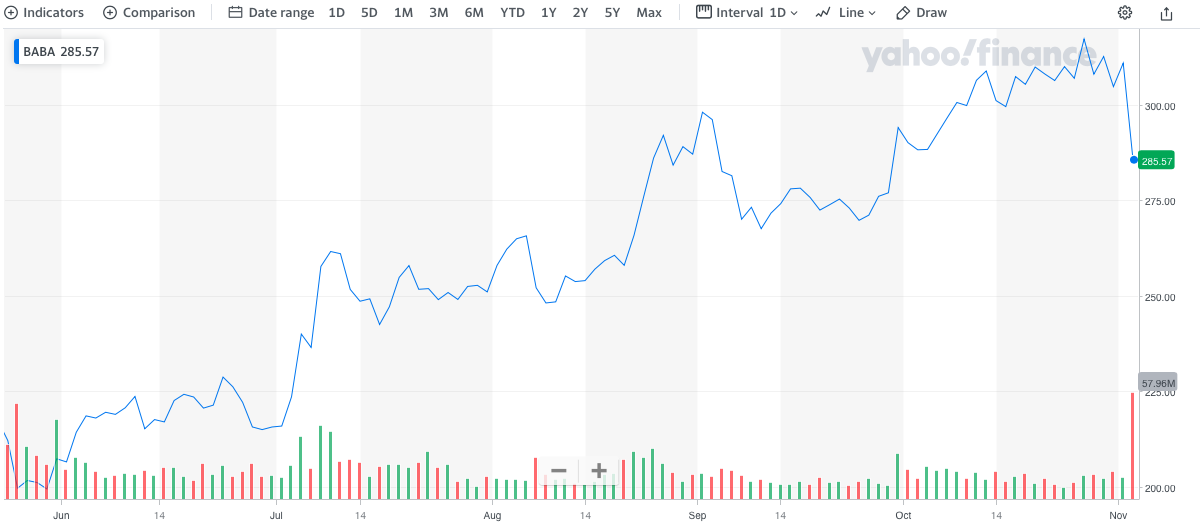 Indicators Comparison Date range 1D 5D 1M 3M 6M YTD 1Y 2Y 5Y Max Interval 1D Line Draw
BABA 285.57
yahoo!finance
300.00
285.57
275.00
250.00
57.96M
225.00
200.00
Jun 14 Jul 14 Aug 14 Sep 14 Oct 14 Nov